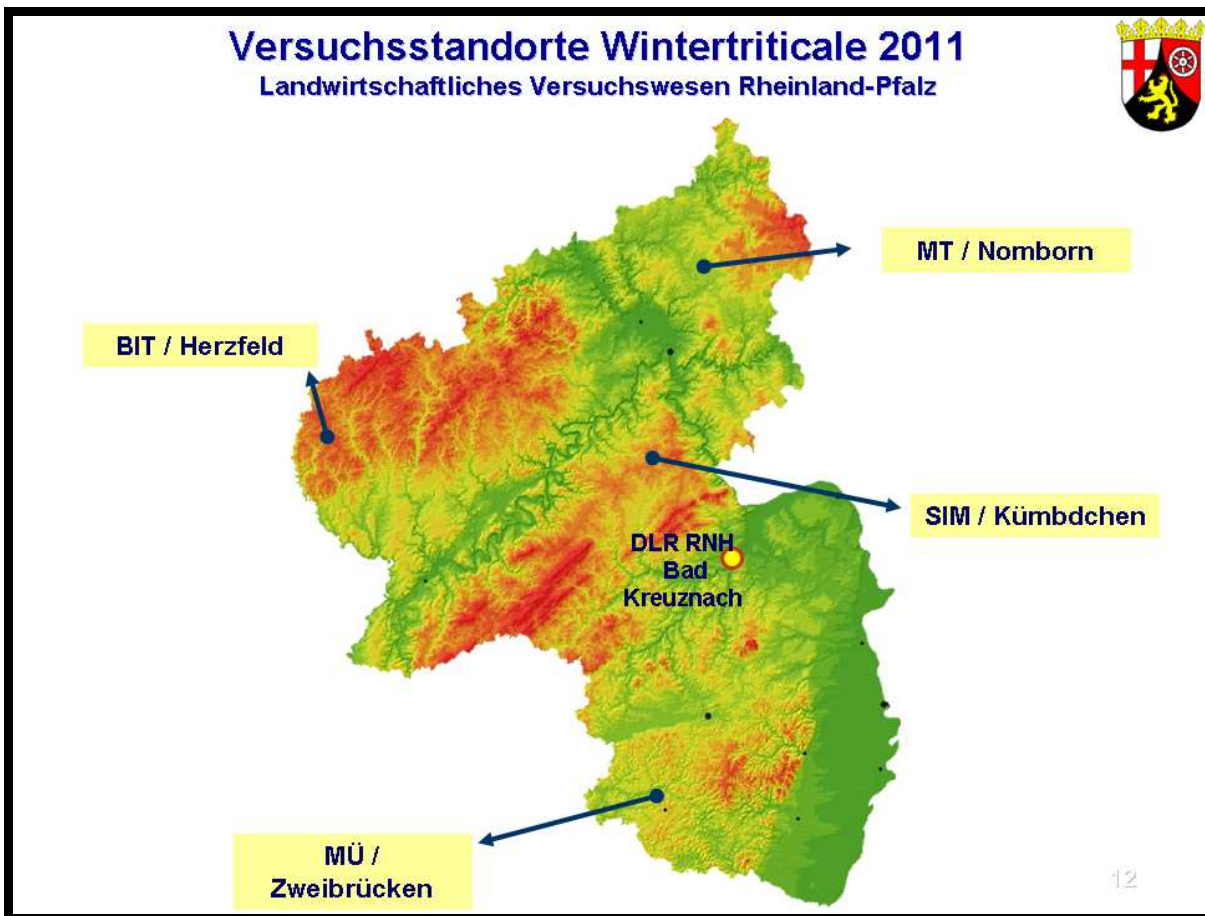 Versuchsstandorte Wintertriticale 2011
Landwirtschaftliches Versuchswesen Rheinland-Pfalz
MT / Nomborn
BIT / Herzfeld
SIM / Kümbdchen
DLR RNH
Bad
Kreuznach
MÜ /
Zweibrücken
12